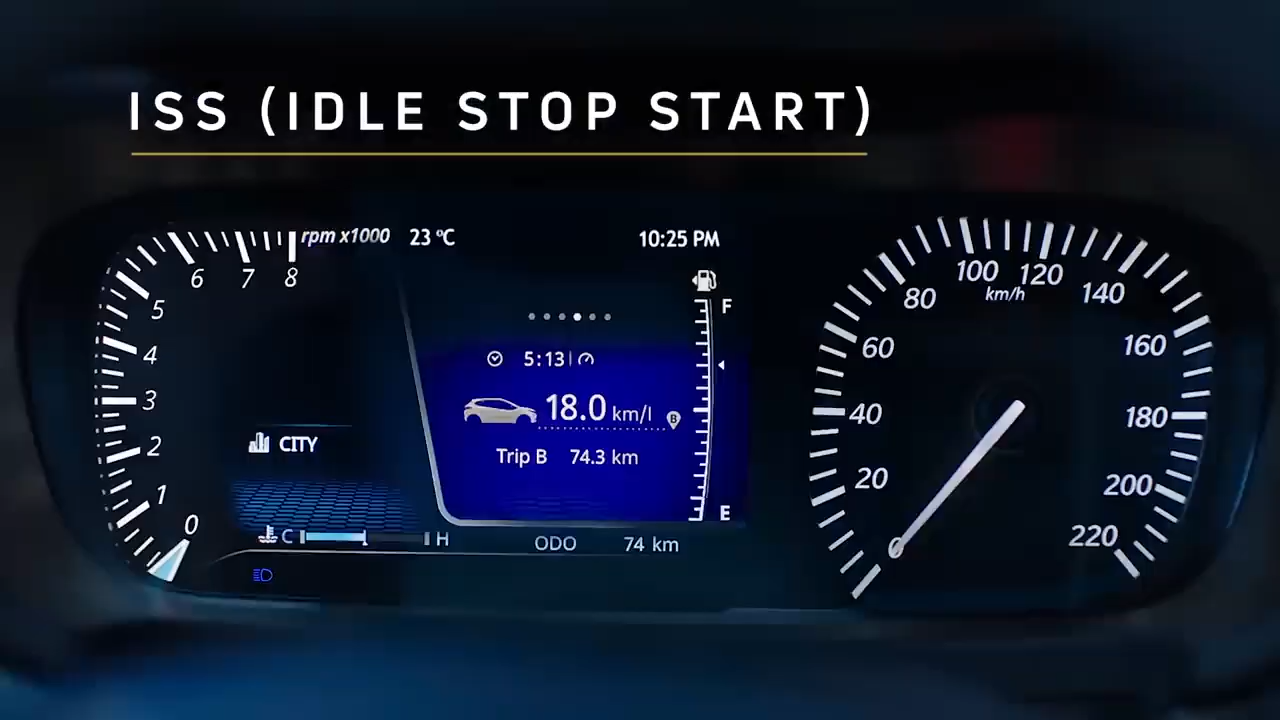 ISS (IDLE STOP START)
rpm x1000
23 ºC
10:25 PM
6
7
8
5
4
3
2
1
0
F
5:13
18.0 km/l
B
Trip B 74.3 km
CITY
E
C
H
ODO 74 km
100
120
80
140
km/h
60
160
40
180
20
200
220